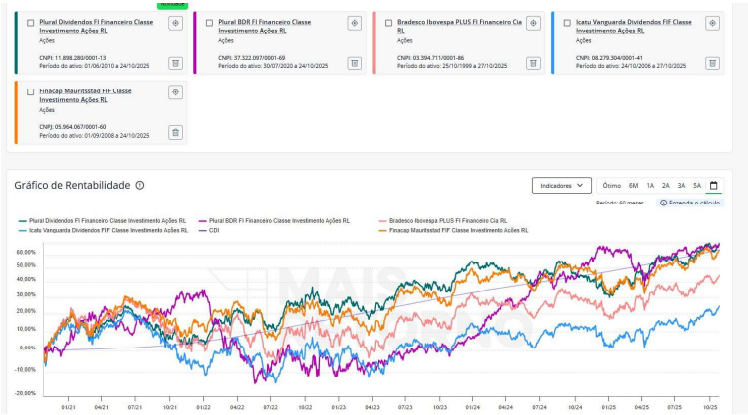 Plural Dividendos FI Financeiro Classe
Investimento Ações RL
Ações
CNPJ: 11.898.280/0001-13
Período do ativo: 01/06/2010 a 24/10/2025
Plural BDR FI Financeiro Classe
Investimento Ações RL
Ações
CNPJ: 37.322.097/0001-69
Período do ativo: 30/07/2020 a 24/10/2025
Bradesco Ibovespa PLUS FI Financeiro Cia
RL
Ações
CNPJ: 03.394.711/0001-86
Período do ativo: 25/10/1999 a 27/10/2025
Icatu Vanguarda Dividendos FIF Classe
Investimento Ações RL
Ações
CNPJ: 08.279.304/0001-41
Período do ativo: 24/10/2006 a 27/10/2025
Finacap Mauritsstad FIF Classe
Investimento Ações RL
Ações
CNPJ: 05.964.067/0001-60
Período do ativo: 01/09/2008 a 24/10/2025
Gráfico de Rentabilidade
Indicadores
Ótimo 6M 1A 2A 3A 5A
Período: 60 meses Entenda o cálculo
Plural Dividendos FI Financeiro Classe Investimento Ações RL
Plural BDR FI Financeiro Classe Investimento Ações RL
Bradesco Ibovespa PLUS FI Financeiro Cia RL
Icatu Vanguarda Dividendos FIF Classe Investimento Ações RL
CDI
Finacap Mauritsstad FIF Classe Investimento Ações RL
60,00%
50,00%
40,00%
30,00%
20,00%
10,00%
0,00%
-10,00%
-20,00%
MAIS
01/21 04/21 07/21 10/21 01/22 04/22 07/22 10/22 01/23 04/23 07/23 10/23 01/24 04/24 07/24 10/24 01/25 04/25 07/25 10/25